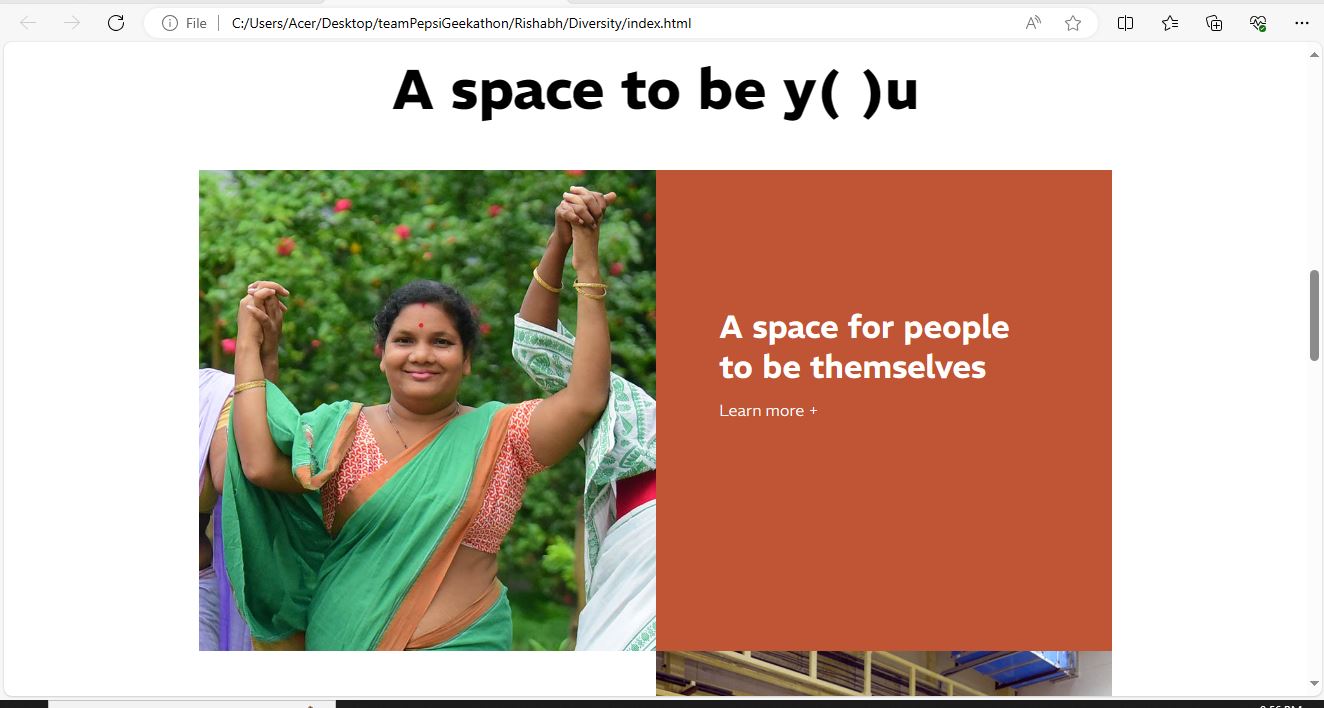 File
C:/Users/Acer/Desktop/teamPepsiGeekathon/Rishabh/Diversity/index.html
A space to be y( )u
A space for people
to be themselves
Learn more +